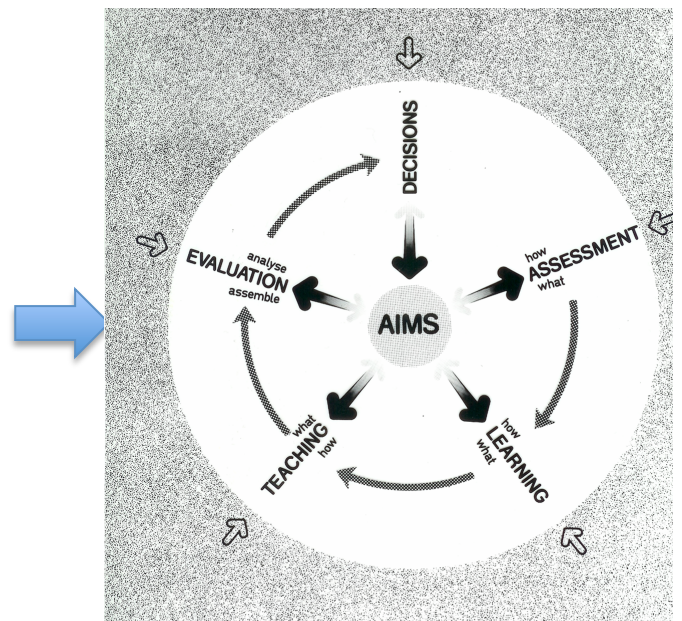 DECISIONS
how
ASSESSMENT
what
analyse
EVALUATION
assemble
AIMS
what
TEACHING
how
how
LEARNING
what